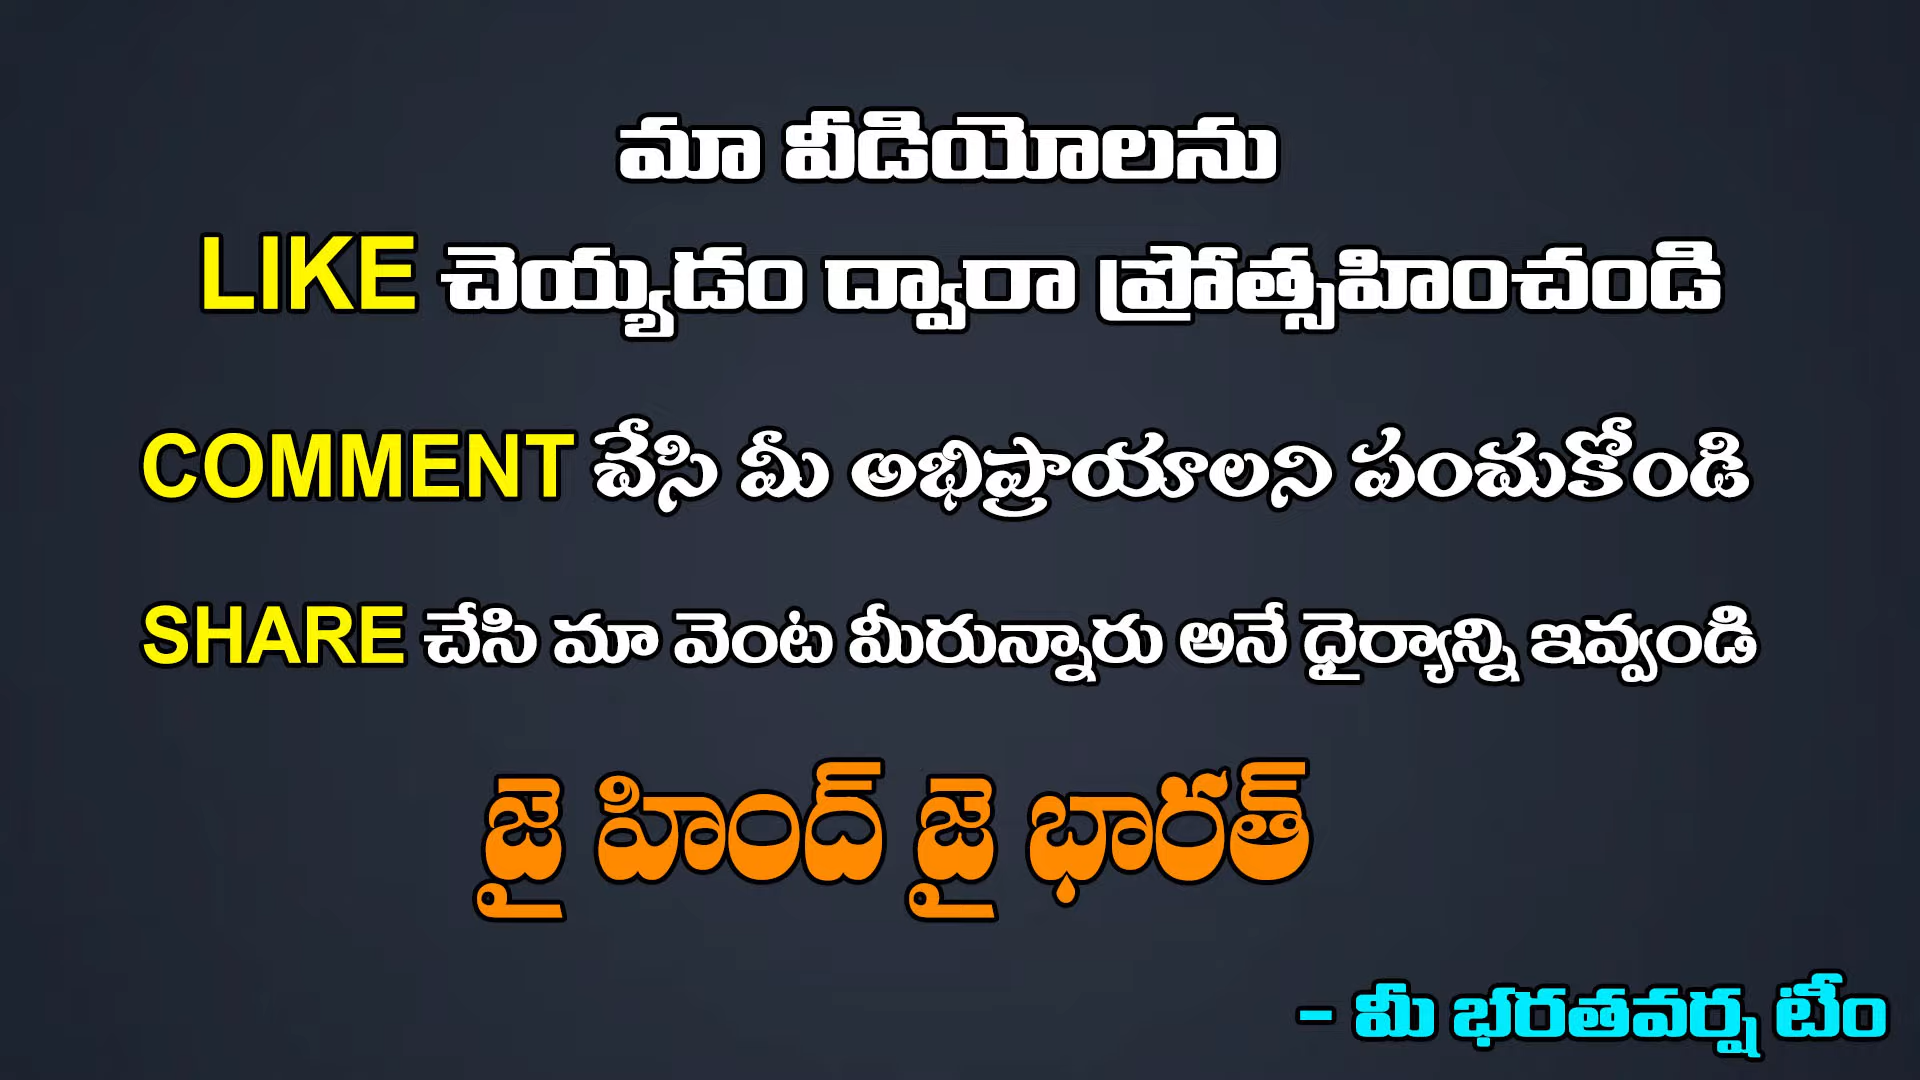 మా వీడియోలను
LIKE చెయ్యడం ద్వారా ప్రోత్సహించండి
COMMENT చేసి మీ అభిప్రాయాలని పంచుకోండి
SHARE చేసి మా వెంట మీరున్నారు అనే ధైర్యాన్ని ఇవ్వండి
జై హింద్ జై భారత్
- మీ భరతవర్ష టీం